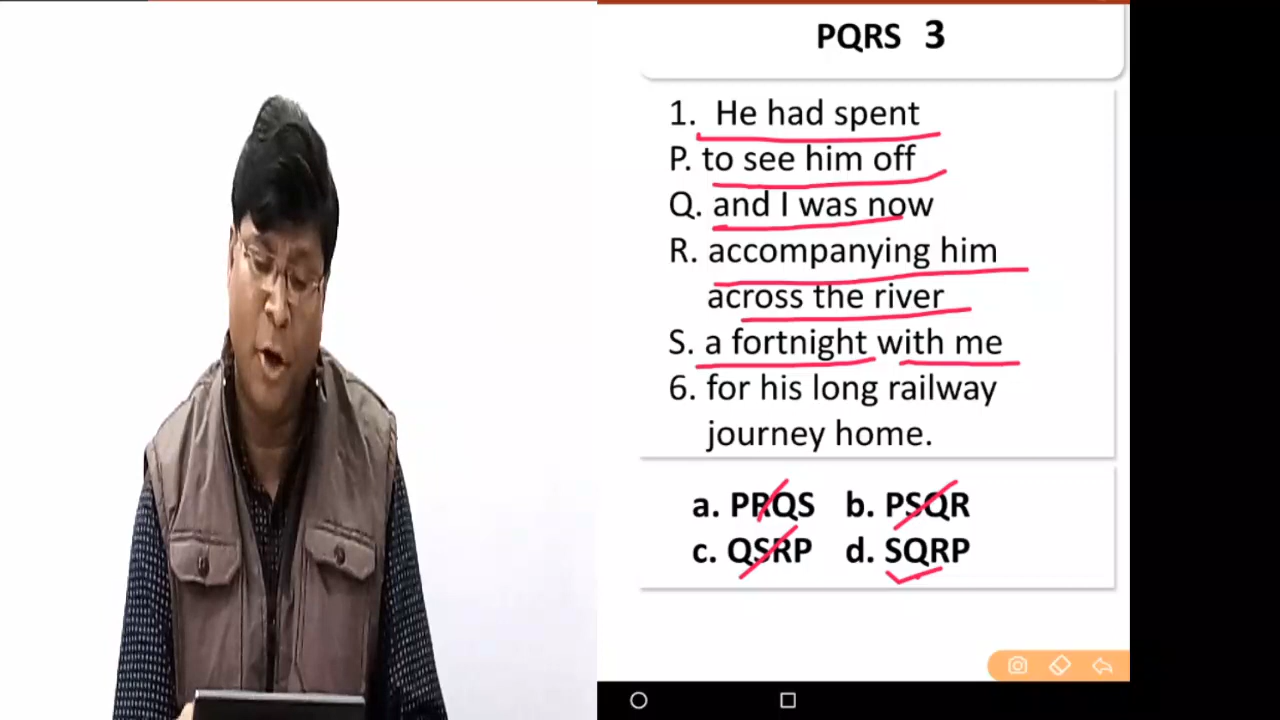 PQRS 3
1. He had spent
P. to see him off
Q. and I was now
R. accompanying him
across the river
S. a fortnight with me
6. for his long railway
journey home.
a. PRQS b. PSQR
c. QSRP d. SQRP